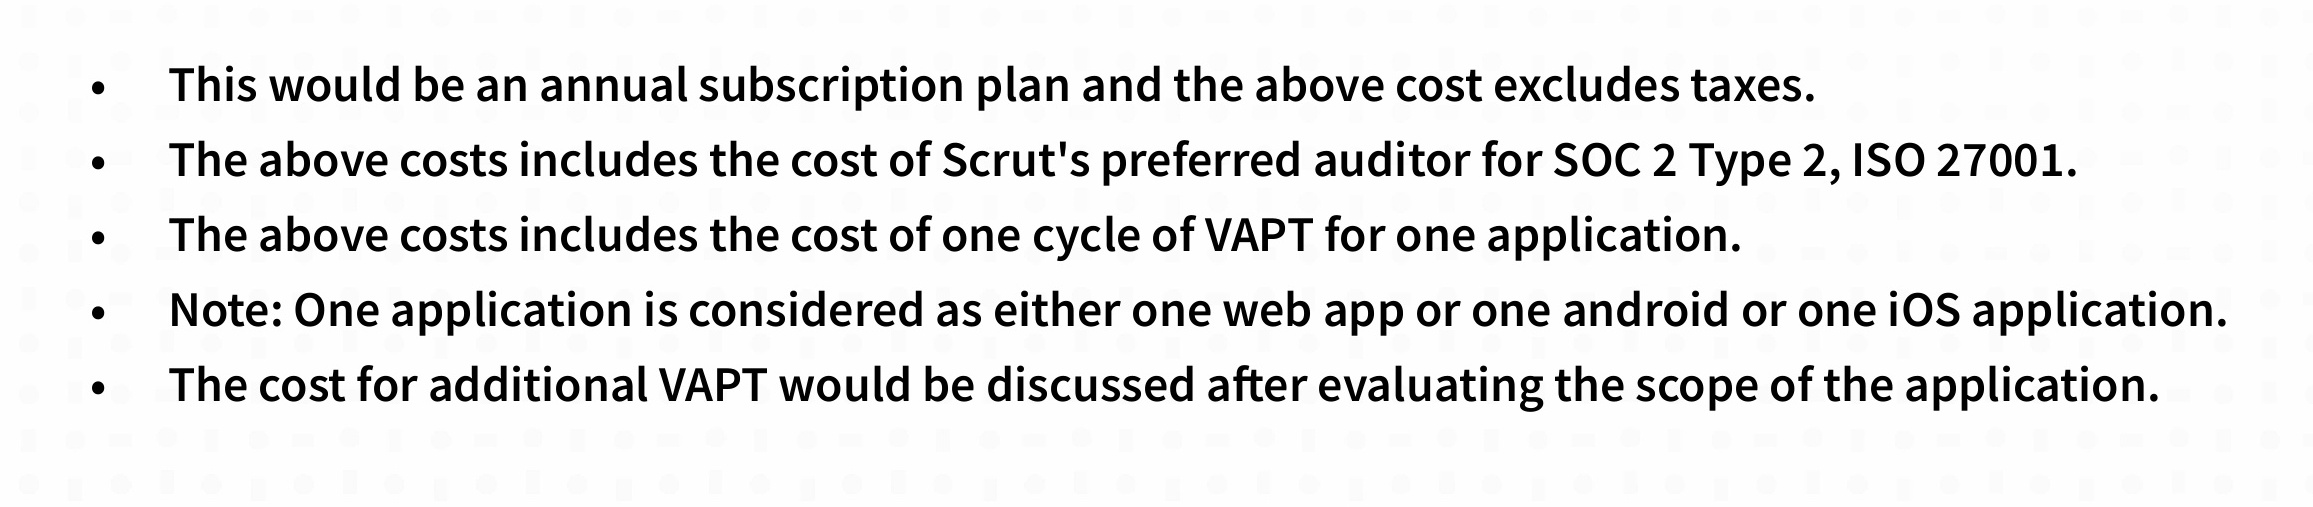 • This would be an annual subscription plan and the above cost excludes taxes.
• The above costs includes the cost of Scrut's preferred auditor for SOC 2 Type 2, ISO 27001.
• The above costs includes the cost of one cycle of VAPT for one application.
• Note: One application is considered as either one web app or one android or one iOS application.
• The cost for additional VAPT would be discussed after evaluating the scope of the application.